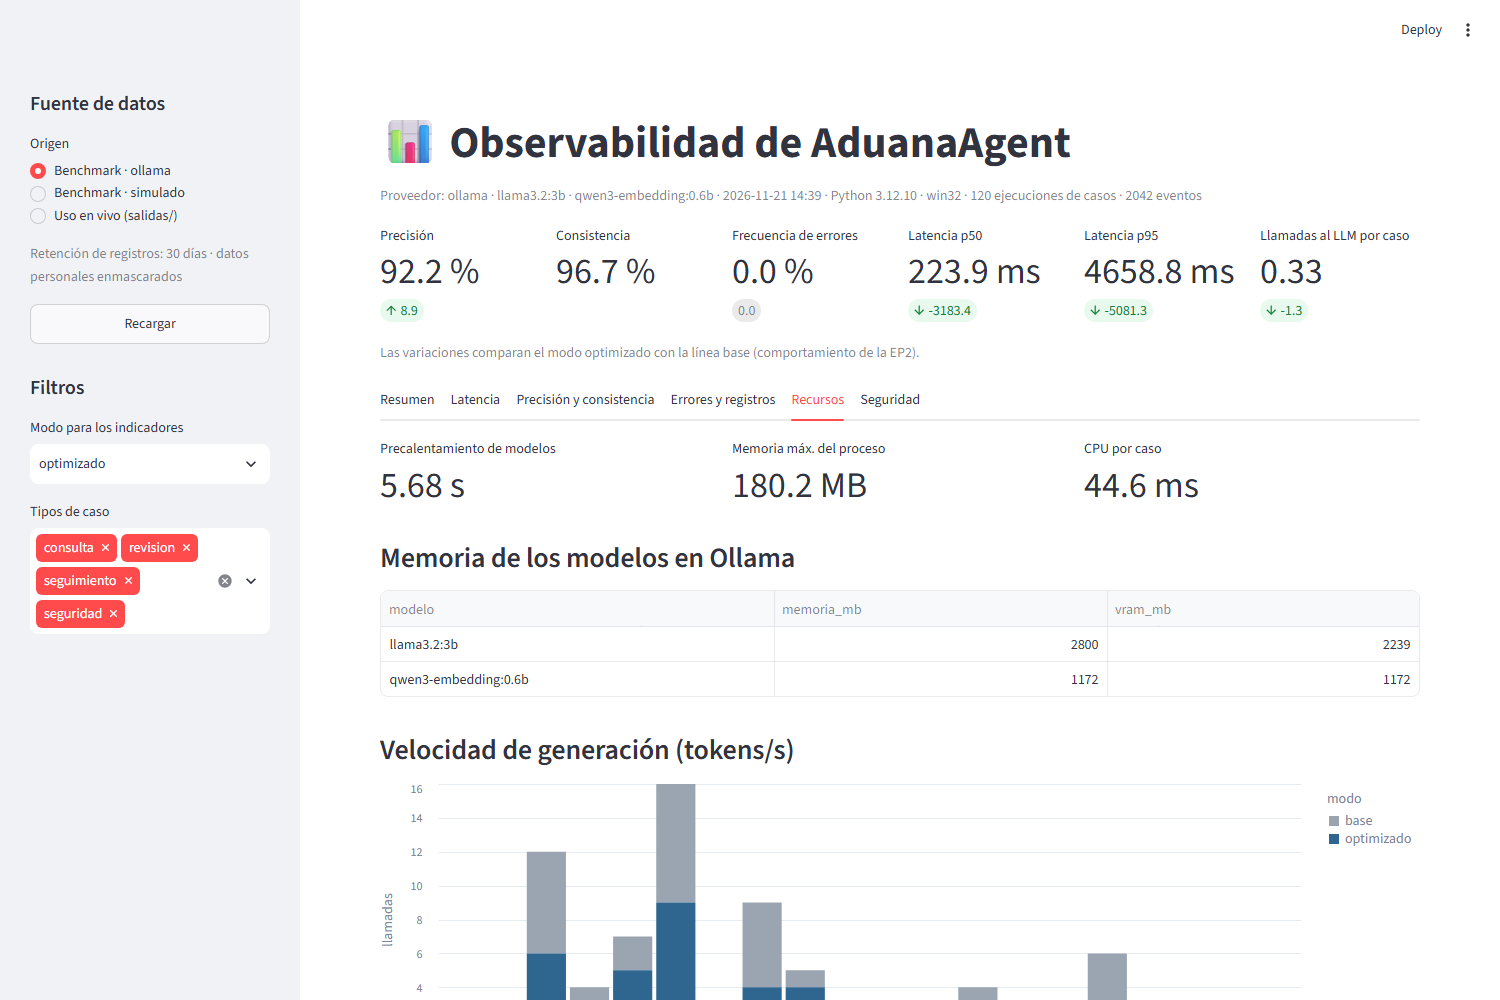 Deploy
Fuente de datos
Origen
Benchmark · ollama
Benchmark · simulado
Uso en vivo (salidas/)
Retención de registros: 30 días · datos
personales enmascarados
Recargar
Filtros
Modo para los indicadores
optimizado
Tipos de caso
consulta × revision ×
seguimiento ×
seguridad ×
Observabilidad de AduanaAgent
Proveedor: ollama · llama3.2:3b · qwen3-embedding:0.6b · 2026-11-21 14:39 · Python 3.12.10 · win32 · 120 ejecuciones de casos · 2042 eventos
Precisión
92.2 %
↑ 8.9
Consistencia
96.7 %
Frecuencia de errores
0.0 %
0.0
Latencia p50
223.9 ms
↓ -3183.4
Latencia p95
4658.8 ms
↓ -5081.3
Llamadas al LLM por caso
0.33
↓ -1.3
Las variaciones comparan el modo optimizado con la línea base (comportamiento de la EP2).
Resumen Latencia Precisión y consistencia Errores y registros Recursos Seguridad
Precalentamiento de modelos
5.68 s
Memoria máx. del proceso
180.2 MB
CPU por caso
44.6 ms
Memoria de los modelos en Ollama
modelo memoria_mb vram_mb
llama3.2:3b 2800 2239
qwen3-embedding:0.6b 1172 1172
Velocidad de generación (tokens/s)
16
14
12
10
8
6
4
llamadas
modo
base
optimizado